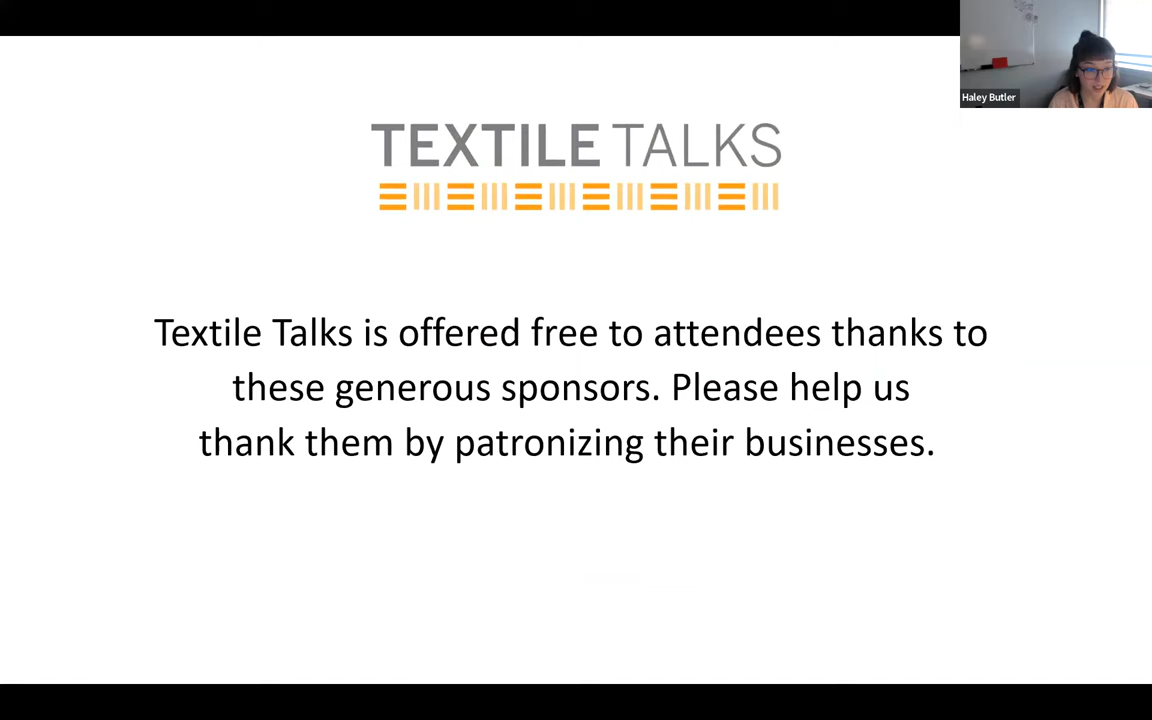 Haley Butler
TEXTILE TALKS
Textile Talks is offered free to attendees thanks to
these generous sponsors. Please help us
thank them by patronizing their businesses.